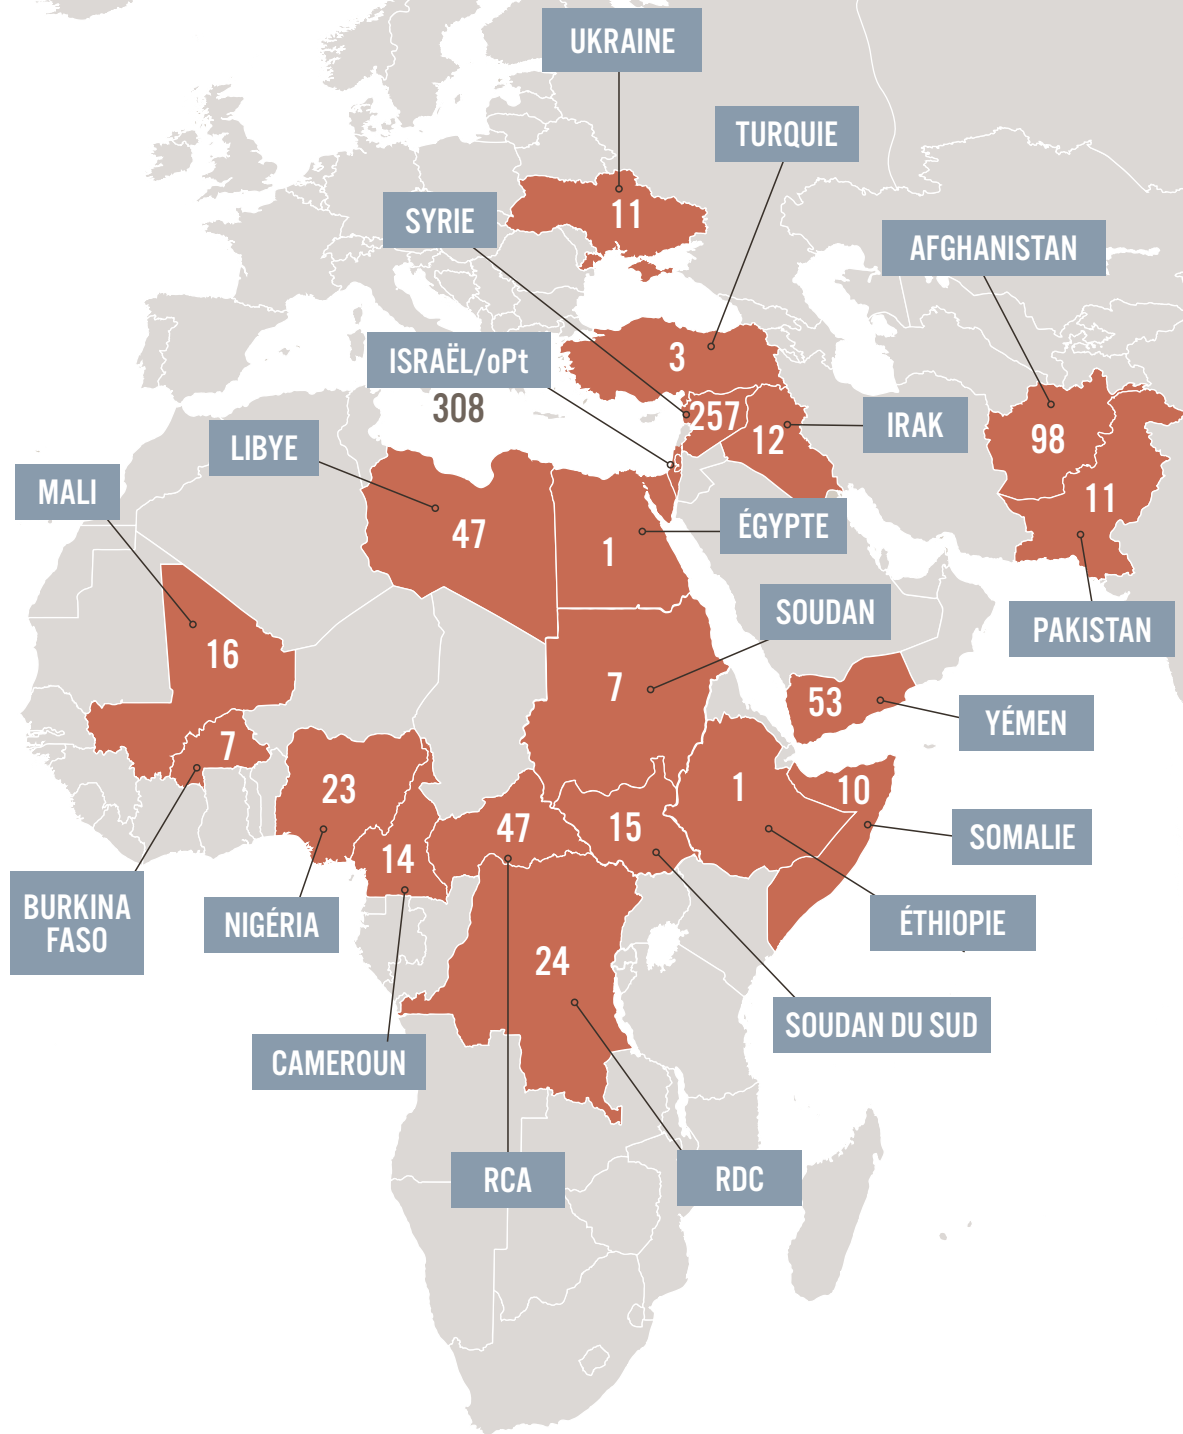 UKRAINE
11
TURQUIE
3
SYRIE
257
AFGHANISTAN
98
ISRAËL/oPt
308
IRAK
12
LIBYE
47
MALI
16
ÉGYPTE
1
11
PAKISTAN
SOUDAN
7
53
YÉMEN
7
BURKINA
FASO
23
NIGÉRIA
14
CAMEROUN
47
RCA
15
SOUDAN DU SUD
1
ÉTHIOPIE
10
SOMALIE
24
RDC